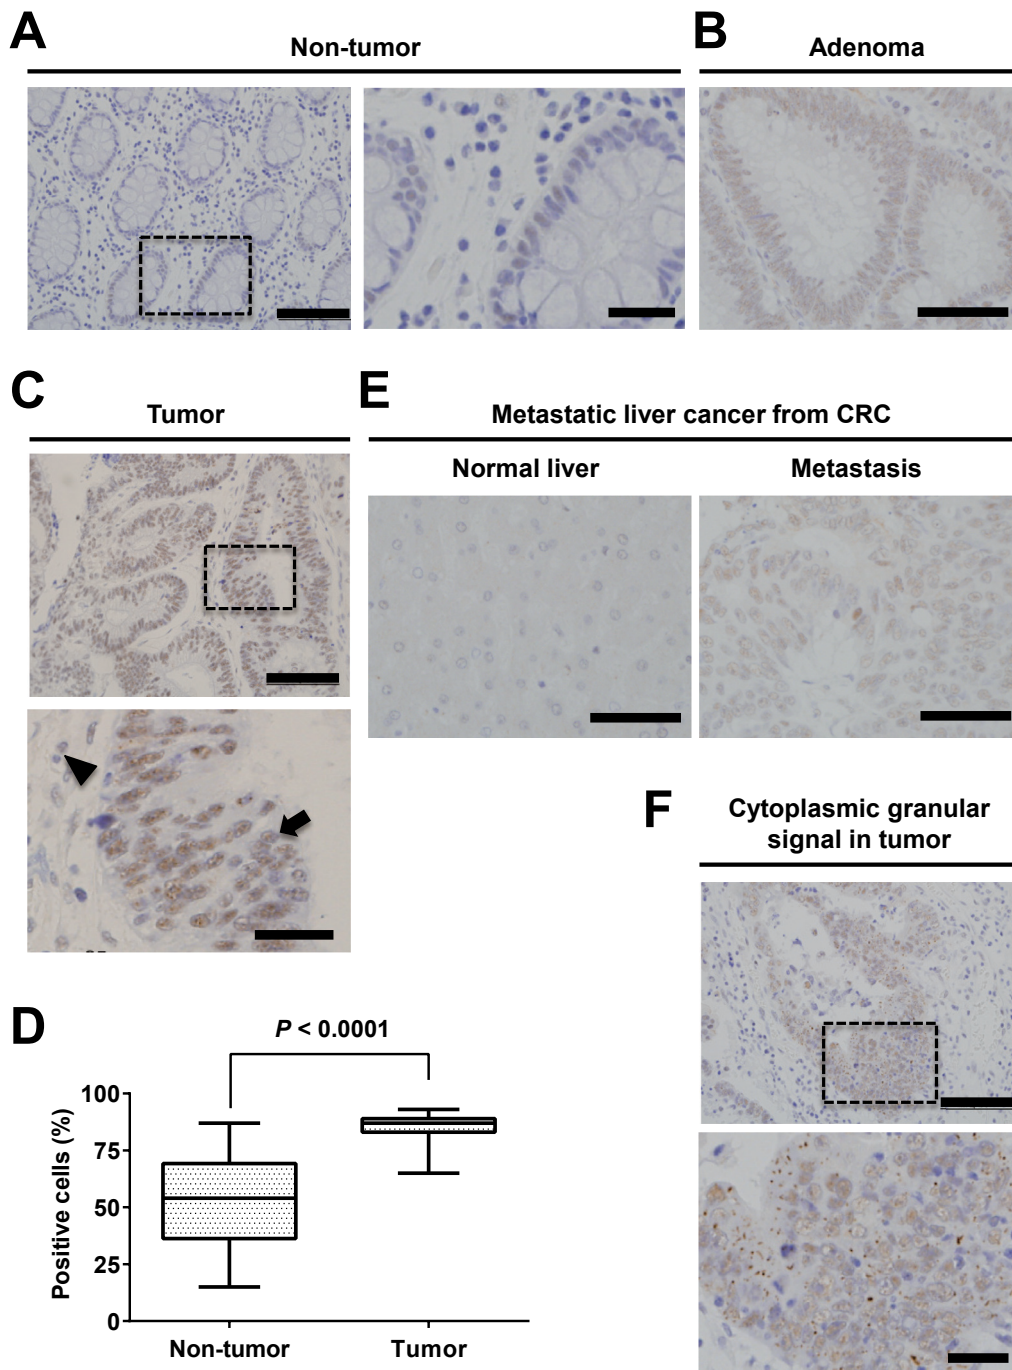 A
Non-tumor
B
Adenoma
C
Tumor
E
Metastatic liver cancer from CRC
Normal liver
Metastasis
F
Cytoplasmic granular
signal in tumor
D
P < 0.0001
Positive cells (%)
100
75
50
25
0
Non-tumor
Tumor